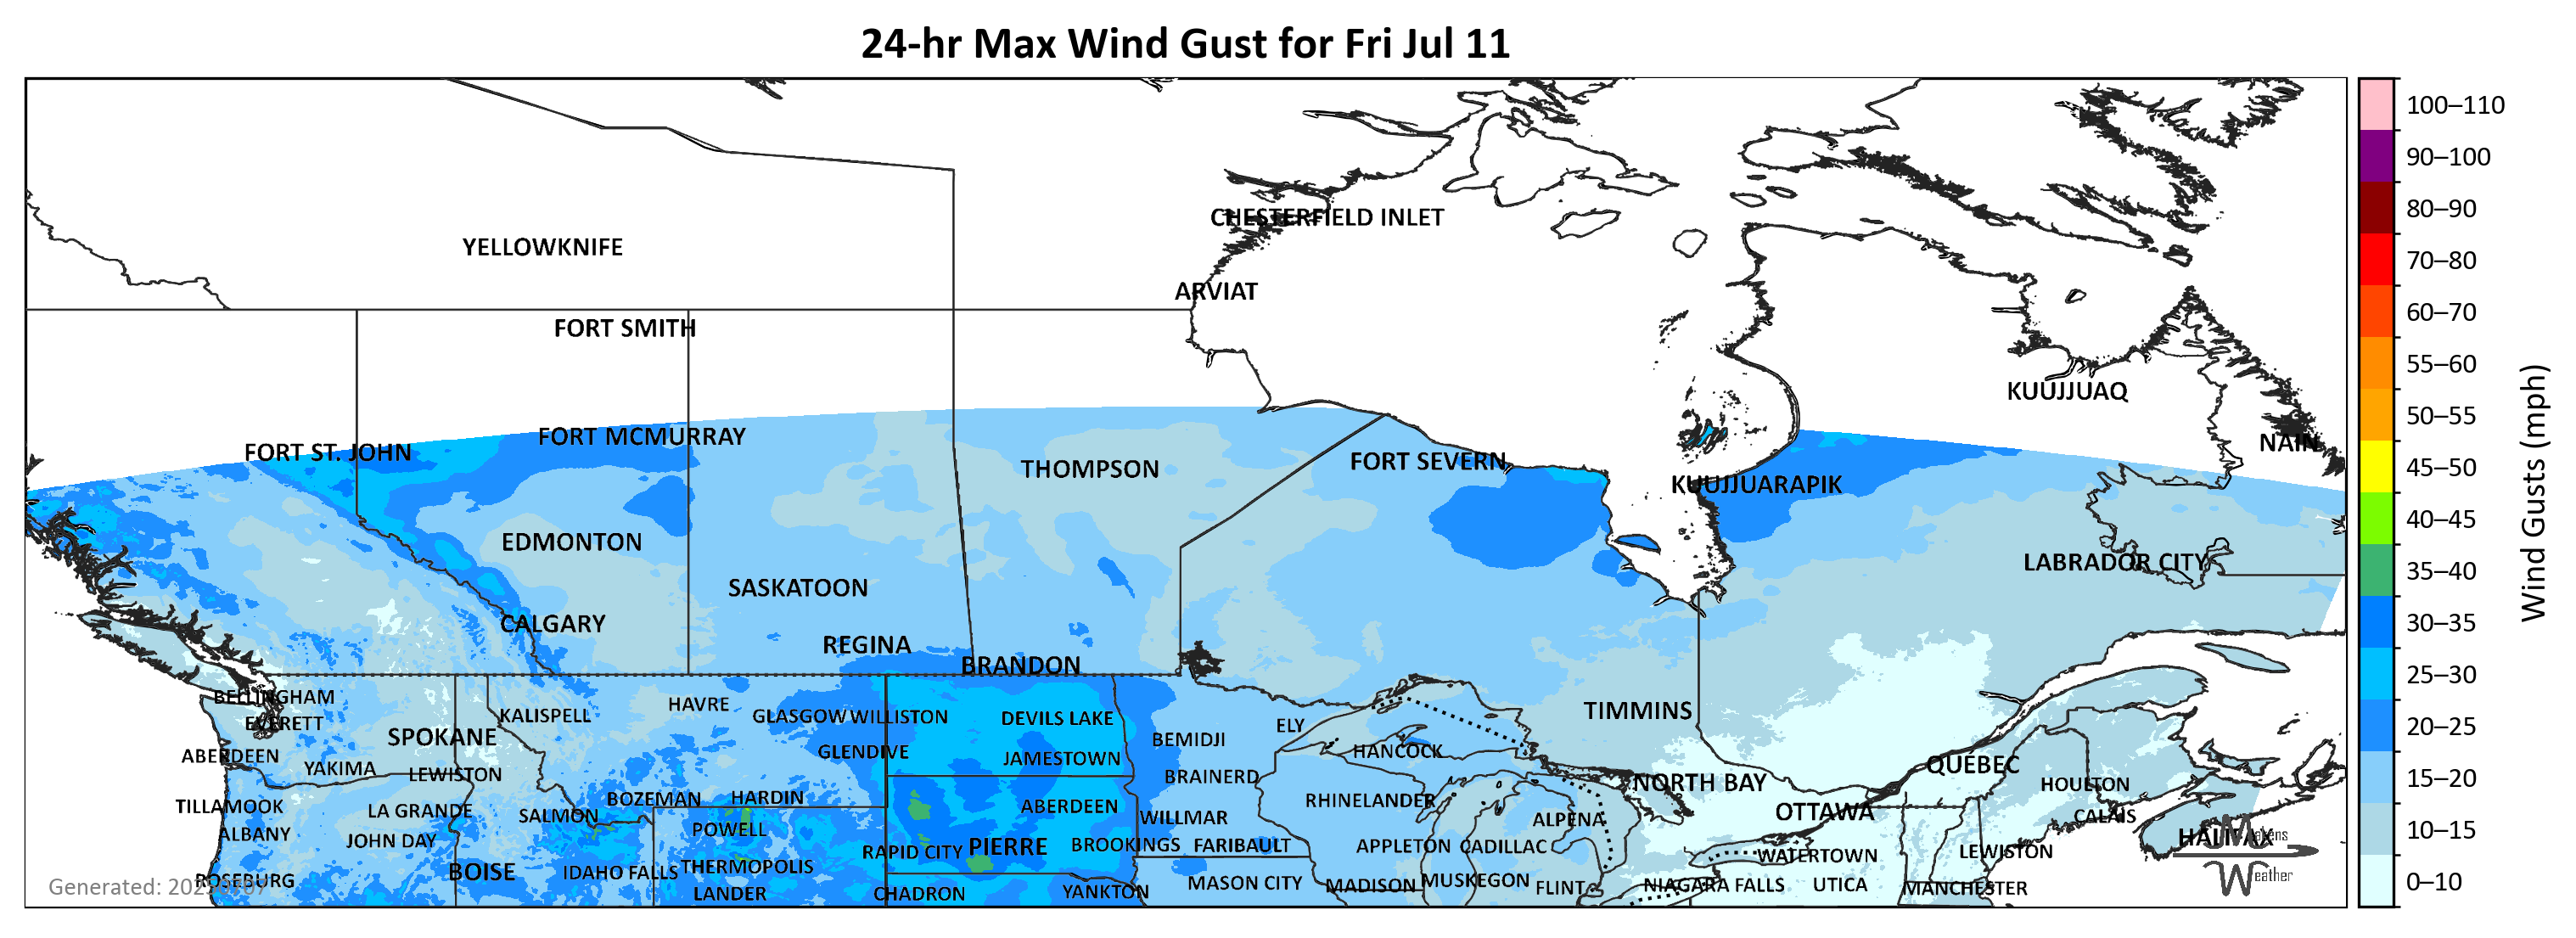 24-hr Max Wind Gust for Fri Jul 11
100–110
90–100
80–90
70–80
60–70
55–60
50–55
45–50
40–45
35–40
30–35
25–30
20–25
15–20
10–15
0–10
Wind Gusts (mph)
CHESTERFIELD INLET
YELLOWKNIFE
ARVIAT
FORT SMITH
KUUJJUAQ
FORT MCMURRAY
NAIN
FORT ST. JOHN
FORT SEVERN
THOMPSON
KUUJJUARAPIK
EDMONTON
LABRADOR CITY
SASKATOON
CALGARY
REGINA
BRANDON
BELLINGHAM
HAVRE
TIMMINS
KALISPELL
GLASGOW
WILLISTON
DEVILS LAKE
EVERETT
ELY
SPOKANE
BEMIDJI
GLENDIVE
HANCOCK
ABERDEEN
JAMESTOWN
QUEBEC
YAKIMA
LEWISTON
BRAINERD
NORTH BAY
HOULTON
BOZEMAN
HARDIN
RHINELANDER
TILLAMOOK
LA GRANDE
ABERDEEN
OTTAWA
SALMON
WILLMAR
ALPENA
CALAIS
POWELL
ALBANY
HALIFAX
JOHN DAY
BROOKINGS
FARIBAULT
APPLETON
CADILLAC
PIERRE
RAPID CITY
LEWISTON
WATERTOWN
THERMOPOLIS
BOISE
IDAHO FALLS
ROSEBURG
MUSKEGON
MASON CITY
MADISON
NIAGARA FALLS
UTICA
FLINT
MANCHESTER
LANDER
CHADRON
YANKTON
Makens
Weather